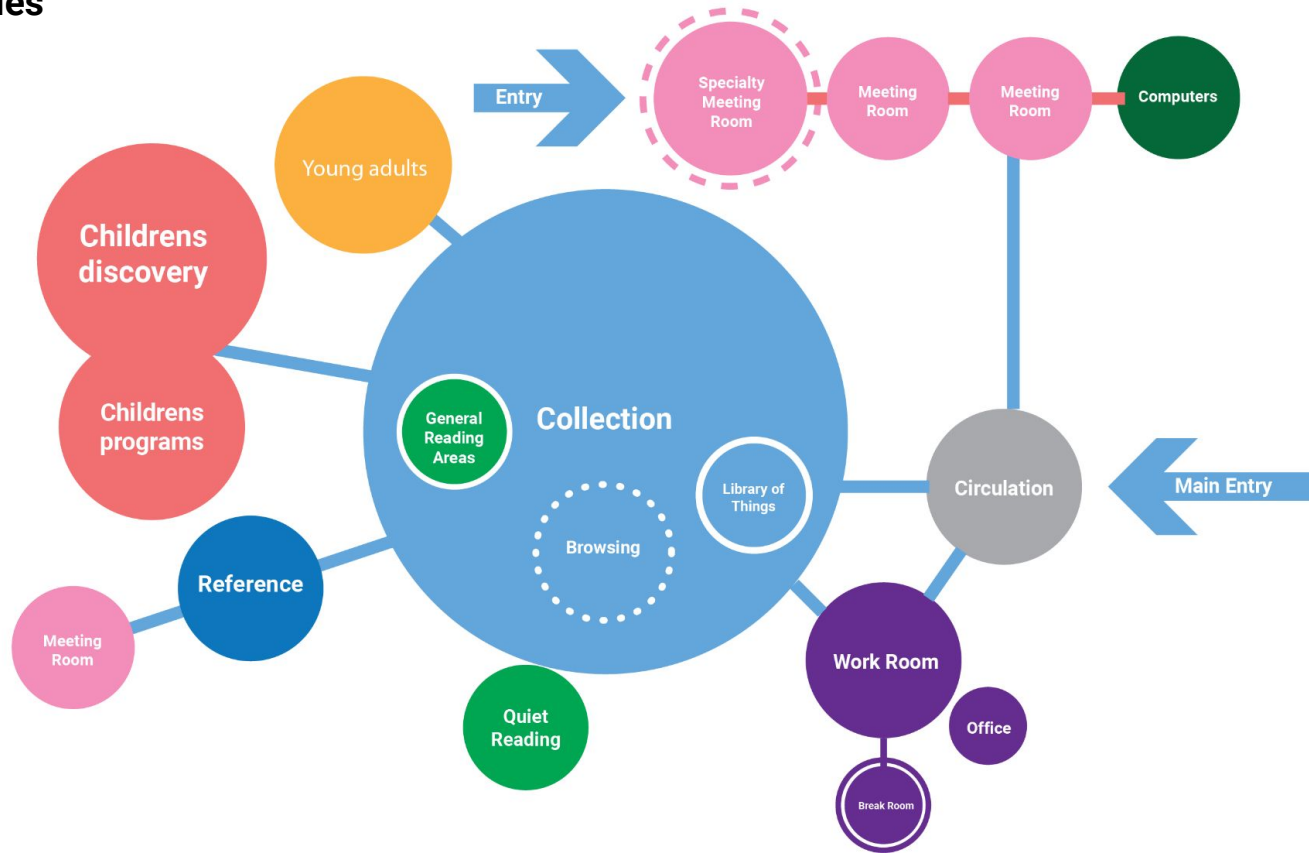 Entry
Specialty
Meeting
Room
Meeting
Room
Meeting
Room
Computers
Young adults
Childrens
discovery
Childrens
programs
General
Reading
Areas
Collection
Library of
Things
Browsing
Circulation
Main Entry
Reference
Meeting
Room
Quiet
Reading
Work Room
Office
Break Room